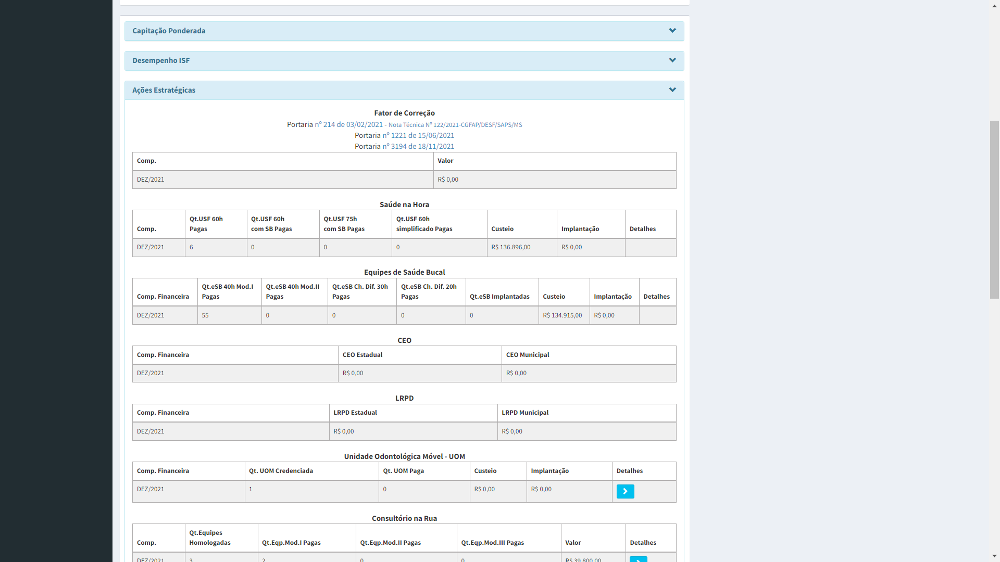 Capitação Ponderada
Desempenho ISF
Ações Estratégicas
Fator de Correção
Portaria nº 214 de 03/02/2021 - Nota Técnica Nº 122/2021-CGFAP/DESF/SAPS/MS
Portaria nº 1221 de 15/06/2021
Portaria nº 3194 de 18/11/2021
Comp. Valor
DEZ/2021 R$ 0,00
Saúde na Hora
Qt.USF 60h Qt.USF 60h Qt.USF 75h Qt.USF 60h
Comp. Pagas com SB Pagas com SB Pagas simplificado Pagas Custeio Implantação Detalhes
DEZ/2021 6 0 0 0 R$ 136.896,00 R$ 0,00
Equipes de Saúde Bucal
Qt.eSB 40h Mod.I Qt.eSB 40h Mod.II Qt.eSB Ch. Dif. 30h Qt.eSB Ch. Dif. 20h
Comp. Financeira Pagas Pagas Pagas Pagas Qt.eSB Implantadas Custeio Implantação Detalhes
DEZ/2021 55 0 0 0 0 R$ 134.915,00 R$ 0,00
CEO
Comp. Financeira CEO Estadual CEO Municipal
DEZ/2021 R$ 0,00 R$ 0,00
LRPD
Comp. Financeira LRPD Estadual LRPD Municipal
DEZ/2021 R$ 0,00 R$ 0,00
Unidade Odontológica Móvel - UOM
Comp. Financeira Qt. UOM Credenciada Qt. UOM Paga Custeio Implantação Detalhes
DEZ/2021 1 0 R$ 0,00 R$ 0,00
Consultório na Rua
Qt.Equipes
Comp. Homologadas Qt.Eqp.Mod.I Pagas Qt.Eqp.Mod.II Pagas Qt.Eqp.Mod.III Pagas Valor Detalhes
DEZ/2021 3 2 0 0 R$ 39.800,00